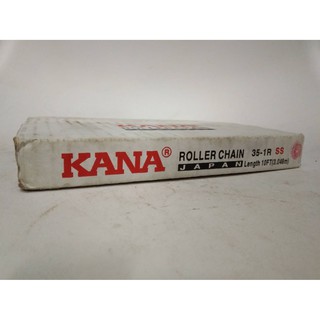 KANA® ROLLER CHAIN 35-1R SS
JAPAN Length 10FT(3.048m)